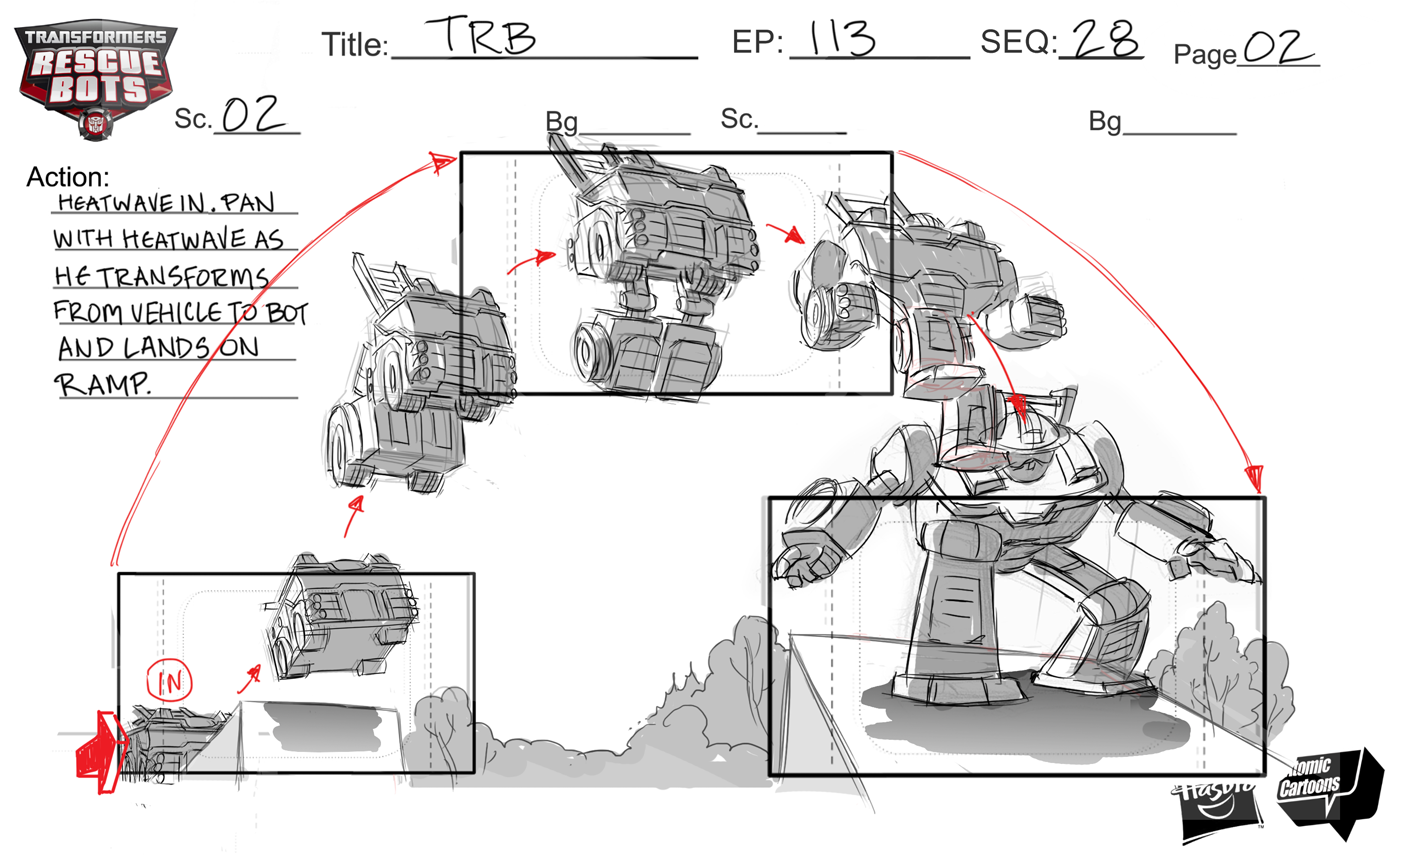 TRANSFORMERS
RESCUE
BOTS
Title: TRB EP: 113 SEQ: 28 Page 02
Sc. 02 Bg Sc. Bg
Action:
HEATWAVE IN. PAN
WITH HEATWAVE AS
HE TRANSFORMS
FROM VEHICLE TO BOT
AND LANDS ON
RAMP.
IN
Hasbro
Atomic
Cartoons